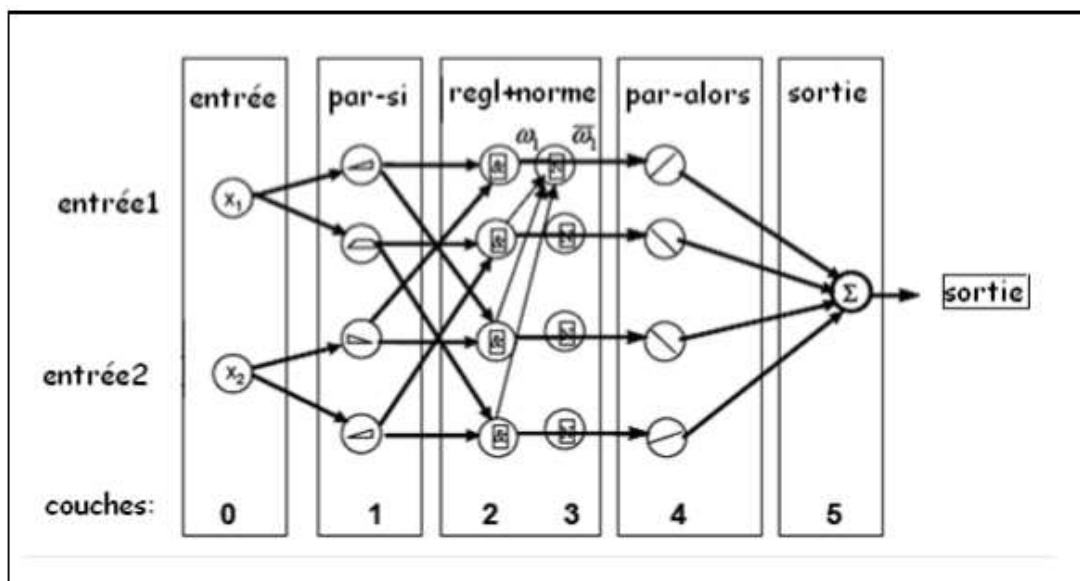 entrée par-si regl+norme par-alors sortie
ω₁ ω̅₁
entrée1 x₁
Σ sortie
entrée2 x₂
couches: 0 1 2 3 4 5